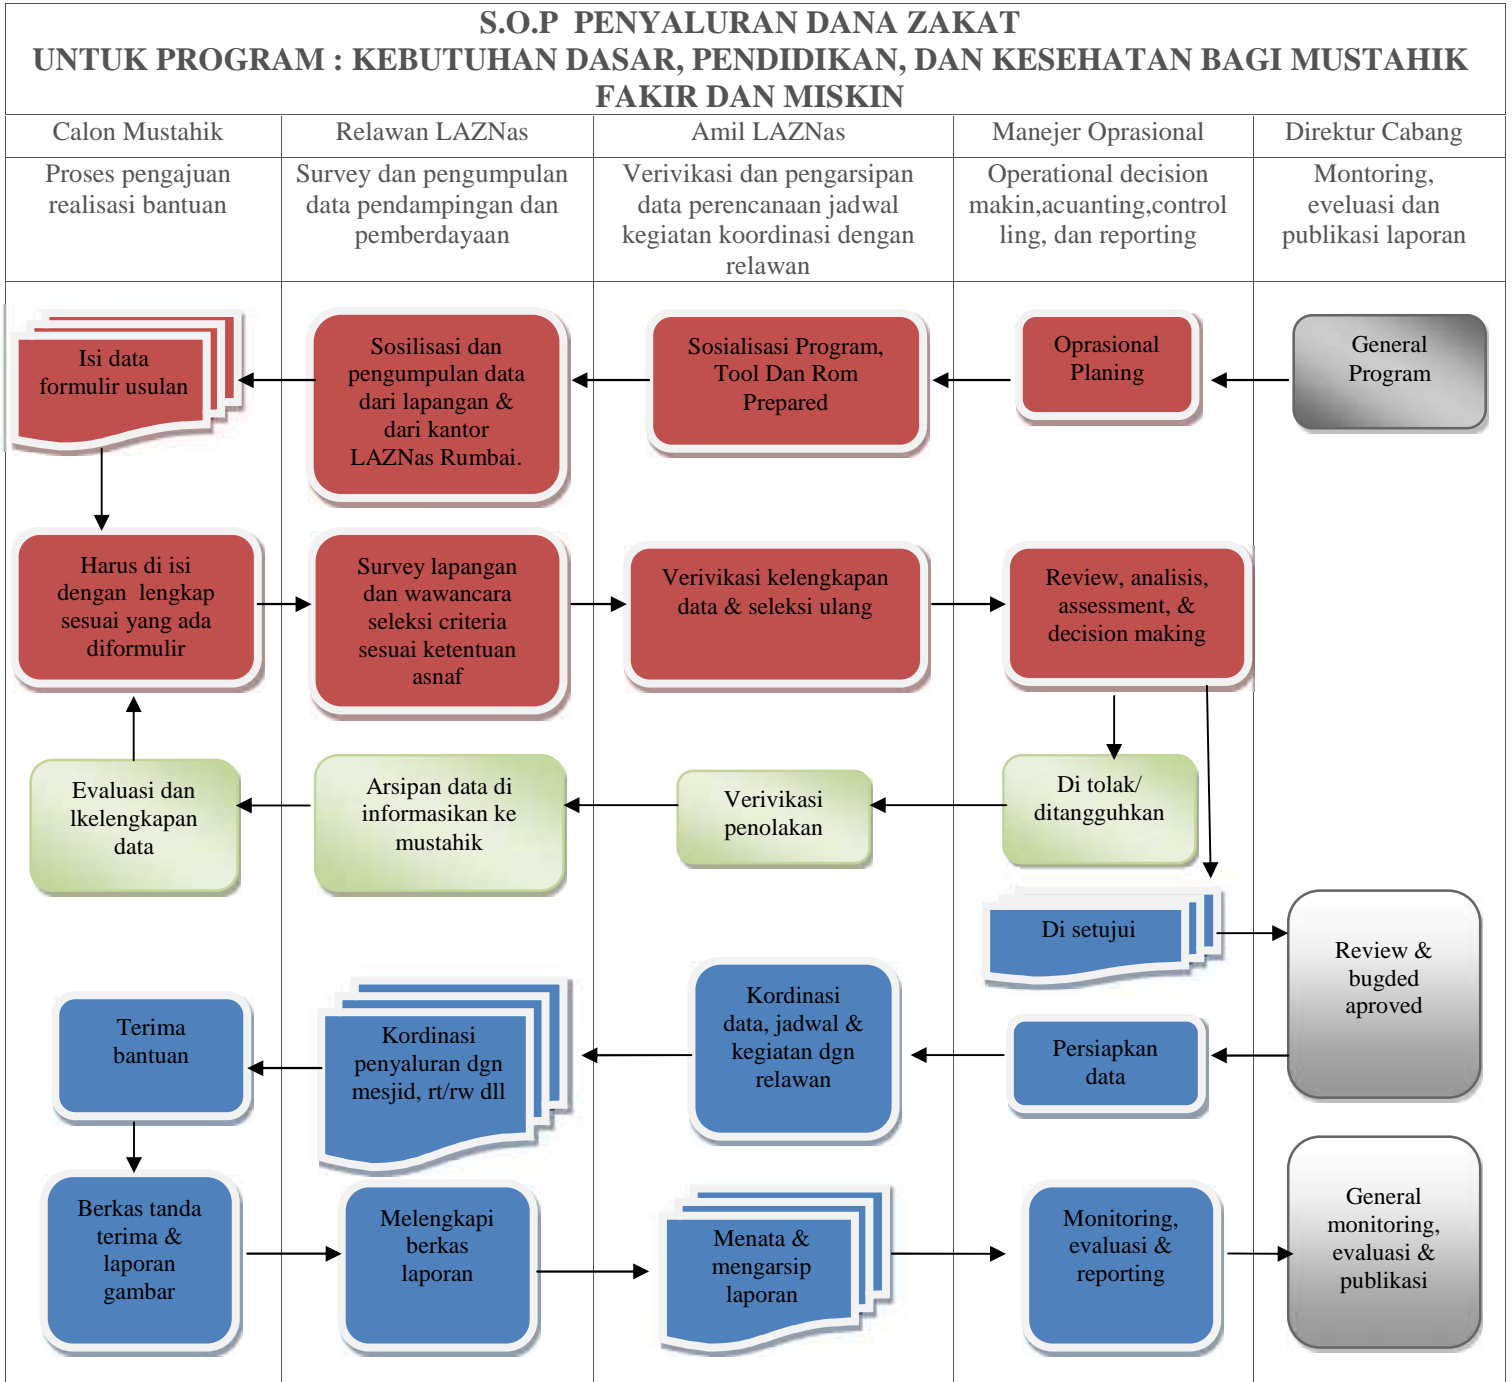 S.O.P PENYALURAN DANA ZAKAT
UNTUK PROGRAM : KEBUTUHAN DASAR, PENDIDIKAN, DAN KESEHATAN BAGI MUSTAHIK
FAKIR DAN MISKIN
Calon Mustahik
Relawan LAZNas
Amil LAZNas
Manejer Oprasional
Direktur Cabang
Proses pengajuan
realisasi bantuan
Survey dan pengumpulan
data pendampingan dan
pemberdayaan
Verivikasi dan pengarsipan
data perencanaan jadwal
kegiatan koordinasi dengan
relawan
Operational decision
makin,acuanting,control
ling, dan reporting
Montoring,
eveluasi dan
publikasi laporan
Isi data
formulir usulan
Sosilisasi dan
pengumpulan data
dari lapangan &
dari kantor
LAZNas Rumbai.
Sosialisasi Program,
Tool Dan Rom
Prepared
Oprasional
Planing
General
Program
Harus di isi
dengan lengkap
sesuai yang ada
diformulir
Survey lapangan
dan wawancara
seleksi criteria
sesuai ketentuan
asnaf
Verivikasi kelengkapan
data & seleksi ulang
Review, analisis,
assessment, &
decision making
Evaluasi dan
lkelengkapan
data
Arsipan data di
informasikan ke
mustahik
Verivikasi
penolakan
Di tolak/
ditangguhkan
Di setujui
Review &
bugded
aproved
Terima
bantuan
Kordinasi
penyaluran dgn
mesjid, rt/rw dll
Kordinasi
data, jadwal &
kegiatan dgn
relawan
Persiapkan
data
Berkas tanda
terima &
laporan
gambar
Melengkapi
berkas
laporan
Menata &
mengarsip
laporan
Monitoring,
evaluasi &
reporting
General
monitoring,
evaluasi &
publikasi